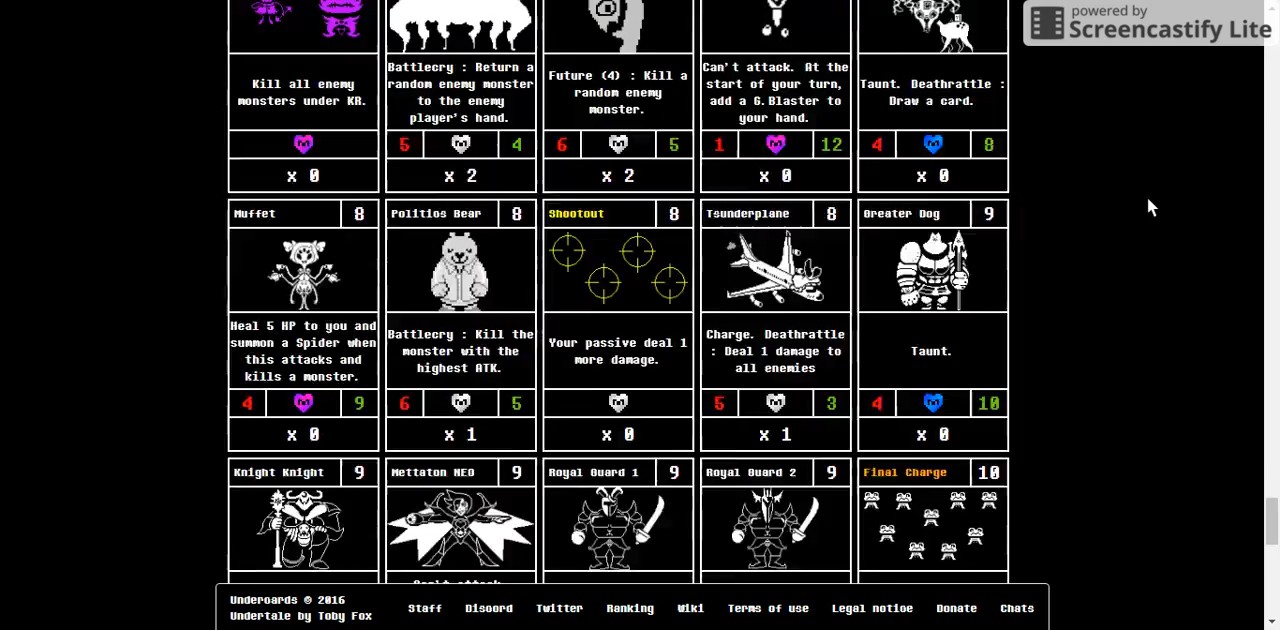 powered by
Screencastify Lite
Kill all enemy
monsters under KR.
x 0
Battlecry : Return a
random enemy monster
to the enemy
player's hand.
5 4
x 2
Future (4) : Kill a
random enemy
monster.
6 5
x 2
Can't attack. At the
start of your turn,
add a G.Blaster to
your hand.
1 12
x 0
Taunt. Deathrattle :
Draw a card.
4 8
x 0
Muffet 8
Heal 5 HP to you and
summon a Spider when
this attacks and
kills a monster.
4 9
x 0
Politics Bear 8
Battlecry : Kill the
monster with the
highest ATK.
6 5
x 1
Shootout 8
Your passive deal 1
more damage.
x 0
Tsunderplane 8
Charge. Deathrattle
: Deal 1 damage to
all enemies
5 3
x 1
Greater Dog 9
Taunt.
4 10
x 0
Knight Knight 9
Mettaton NEO 9
Can't attack
Royal Guard 1 9
Royal Guard 2 9
Final Charge 10
Undercards © 2016
Undertale by Toby Fox
Staff Discord Twitter Ranking Wiki Terms of use Legal notice Donate Chats